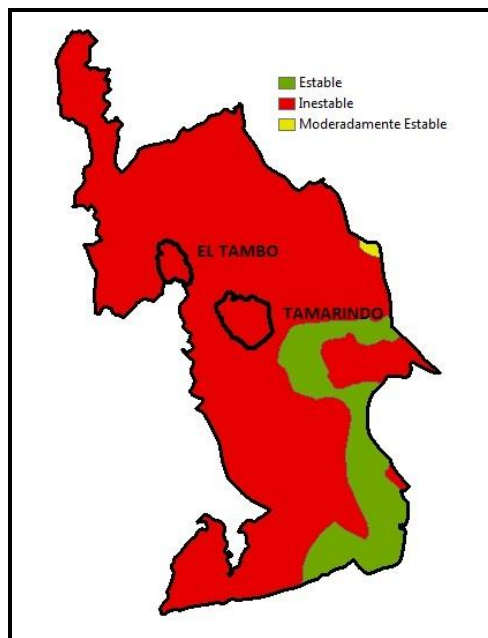 Estable
Inestable
Moderadamente Estable
EL TAMBO
TAMARINDO